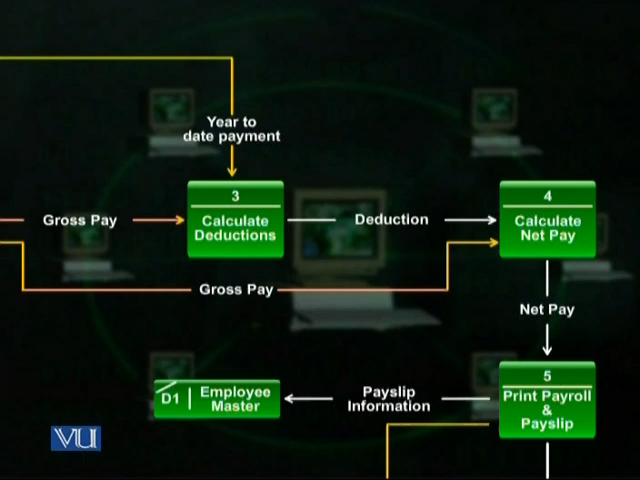 Year to
date payment
3
Calculate
Deductions
4
Calculate
Net Pay
Gross Pay
Deduction
Gross Pay
Net Pay
D1
Employee
Master
Payslip
Information
5
Print Payroll
&
Payslip
VU